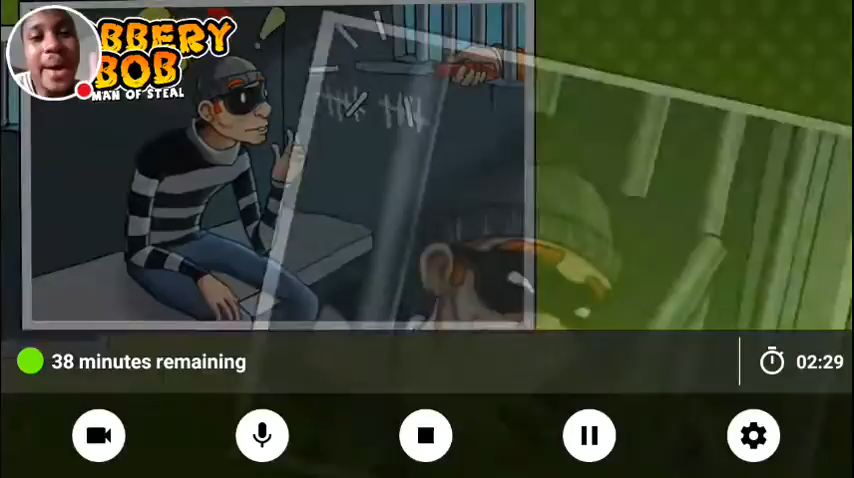 BBERY
BOB
MAN OF STEAL
38 minutes remaining
02:29